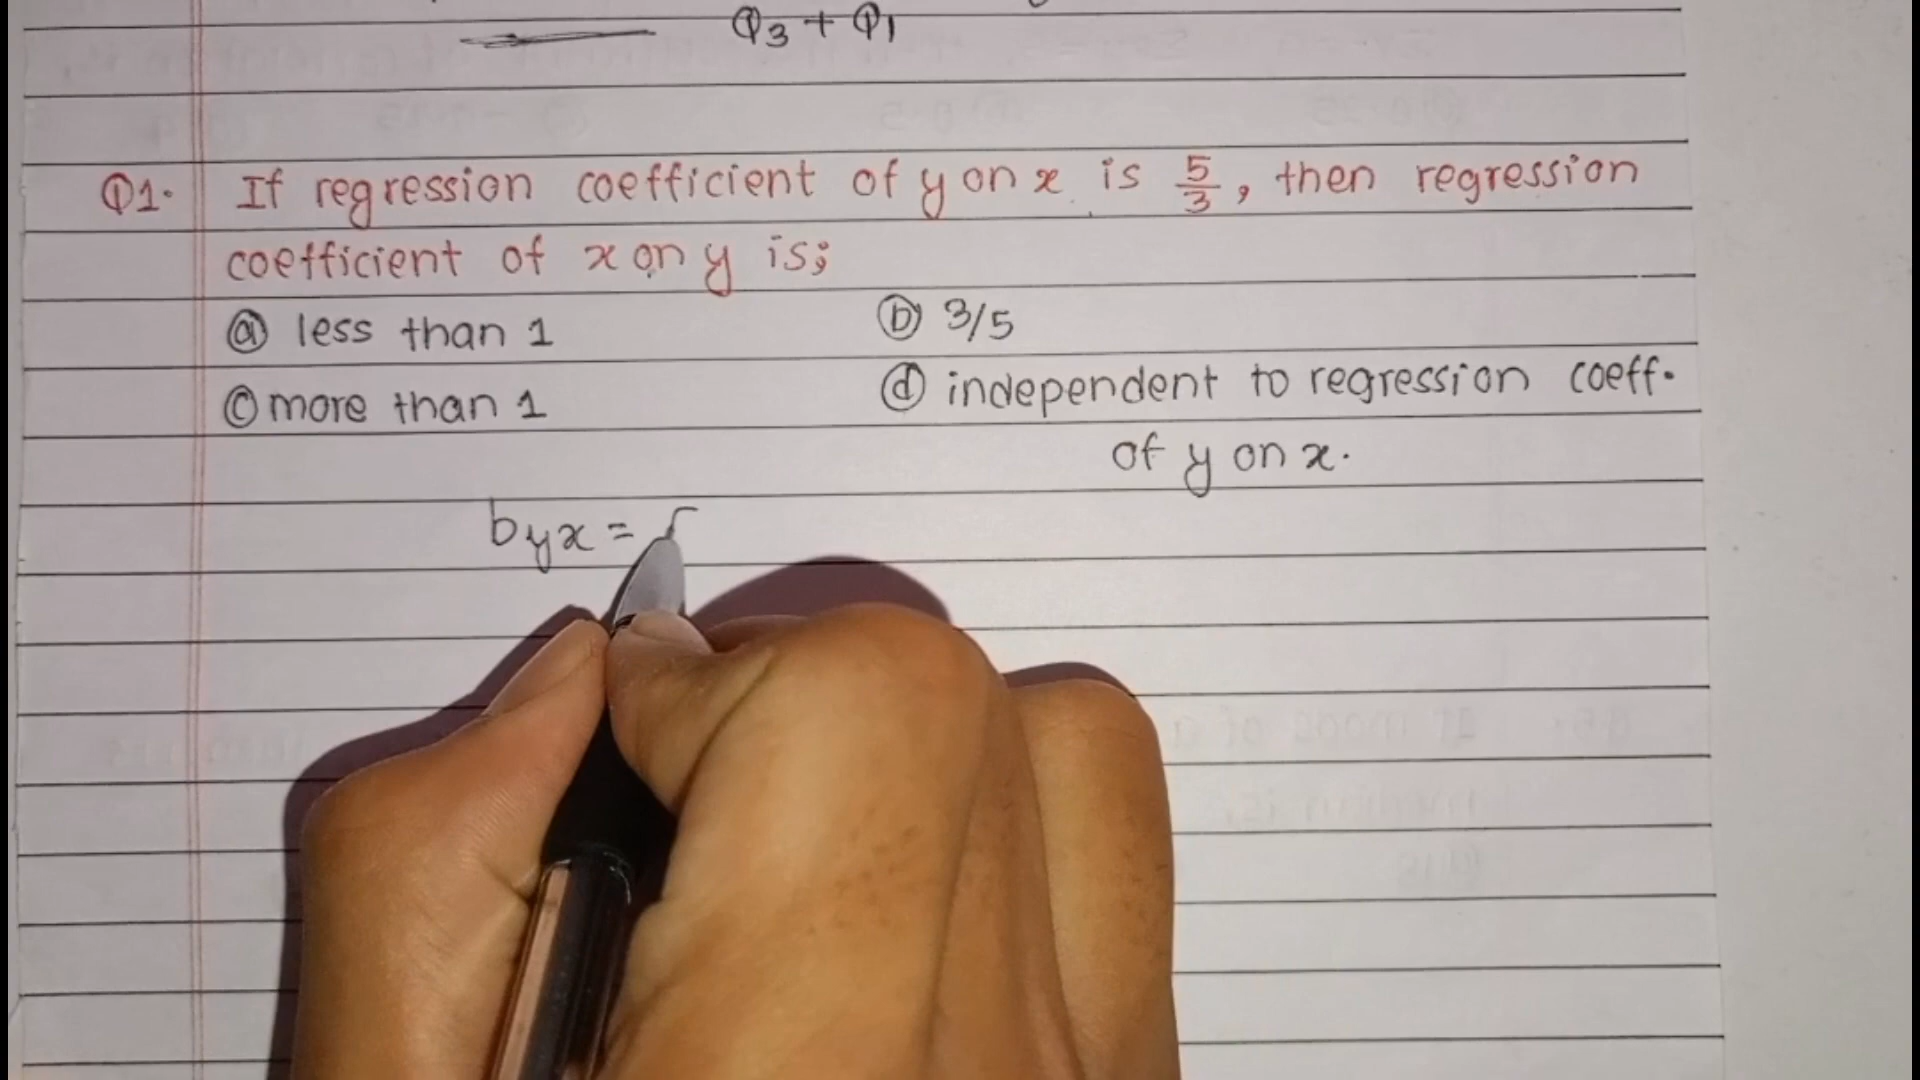 Q3 + Q1
Q1. If regression coefficient of y on x is 5/3, then regression
coefficient of x on y is;
ⓐ less than 1 ⓑ 3/5
ⓒ more than 1 ⓓ independent to regression coeff.
of y on x.
byx =